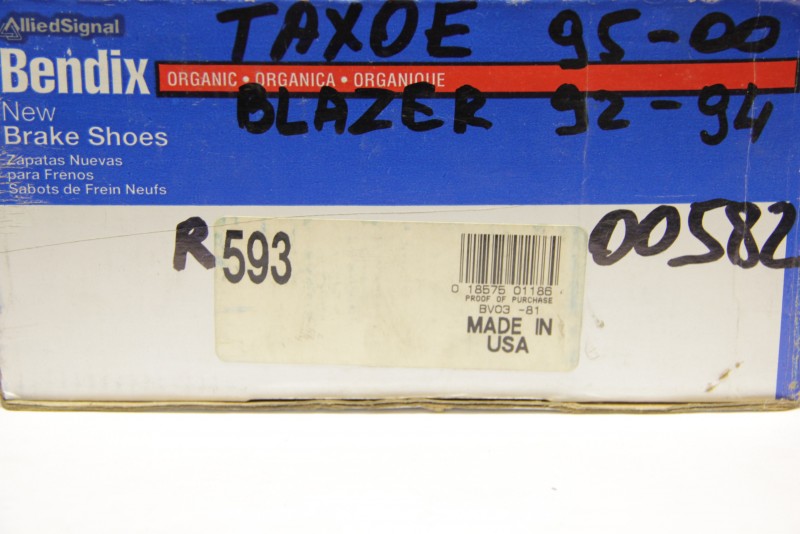 AlliedSignal
TAXOE 95-00
Bendix
ORGANIC • ORGANICA • ORGANIQUE
New
BLAZER 92-94
Brake Shoes
Zapatas Nuevas
para Frenos
Sabots de Frein Neufs
R 593
00582
0 18575 01186
PROOF OF PURCHASE
BV03 -81
MADE IN
USA